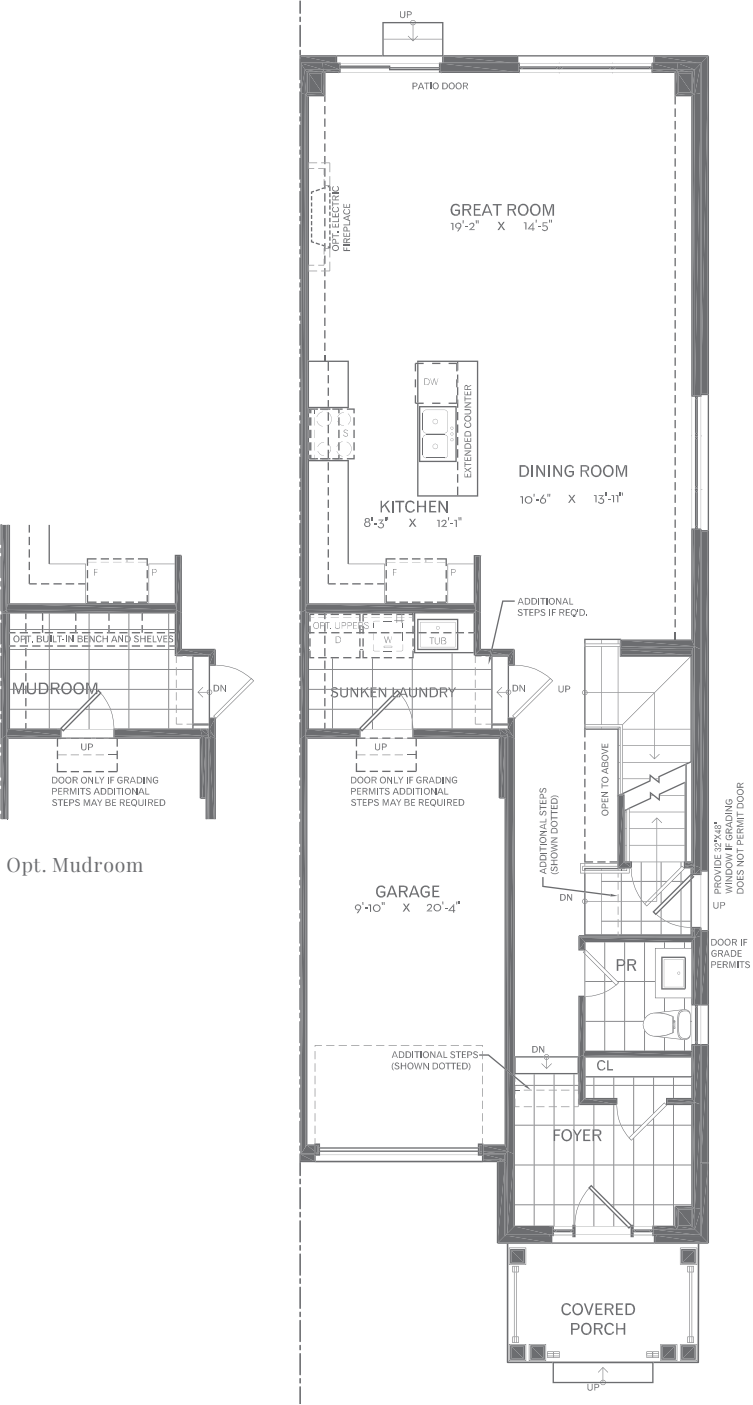 UP
PATIO DOOR
GREAT ROOM
19'-2" X 14'-5"
OPT. ELECTRIC
FIREPLACE
DW
EXTENDED COUNTER
S
DINING ROOM
10'-6" X 13'-11"
KITCHEN
8'-3" X 12'-1"
F P
F P
ADDITIONAL
STEPS IF REQ'D.
OPT. UPPERS
D W TUB
OPT. BUILT-IN BENCH AND SHELVES
MUDROOM
DN
SUNKEN LAUNDRY
DN
UP
UP
DOOR ONLY IF GRADING
PERMITS ADDITIONAL
STEPS MAY BE REQUIRED
UP
DOOR ONLY IF GRADING
PERMITS ADDITIONAL
STEPS MAY BE REQUIRED
OPEN TO ABOVE
ADDITIONAL STEPS
(SHOWN DOTTED)
PROVIDE 32"X48"
WINDOW IF GRADING
DOES NOT PERMIT DOOR
Opt. Mudroom
GARAGE
9'-10" X 20'-4"
DN
UP
DOOR IF
GRADE
PERMITS
PR
ADDITIONAL STEPS
(SHOWN DOTTED)
DN
CL
FOYER
COVERED
PORCH
UP